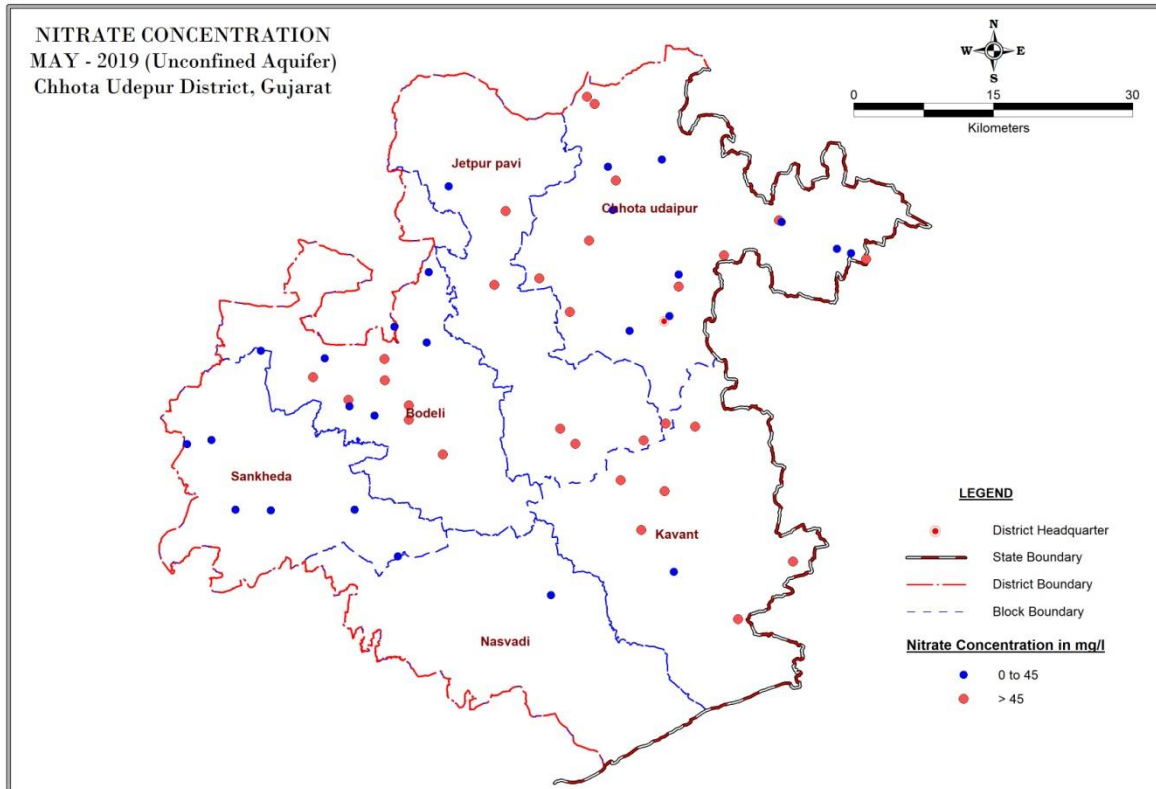 NITRATE CONCENTRATION
MAY - 2019 (Unconfined Aquifer)
Chhota Udepur District, Gujarat
N
W E
S
0 15 30
Kilometers
Jetpur pavi
Chhota udaipur
Bodeli
Sankheda
Kavant
Nasvadi
LEGEND
District Headquarter
State Boundary
District Boundary
Block Boundary
Nitrate Concentration in mg/l
0 to 45
> 45